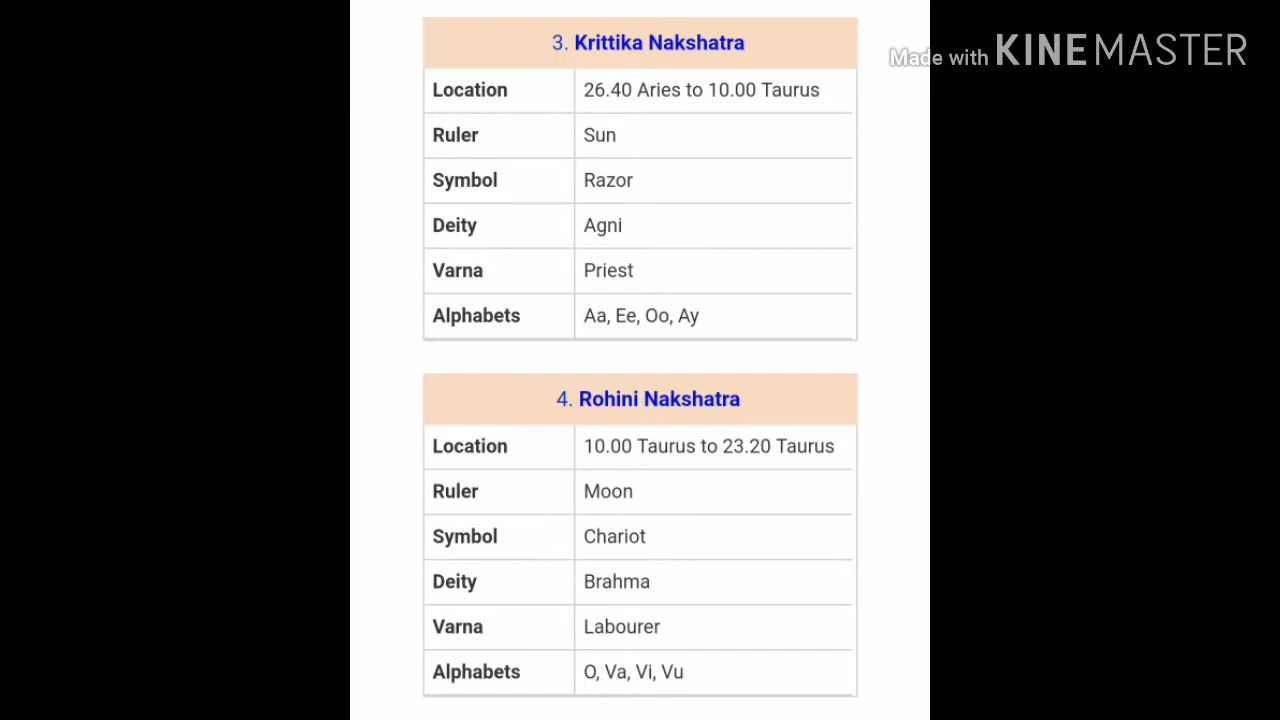 Made with KINEMASTER
3. Krittika Nakshatra
Location 26.40 Aries to 10.00 Taurus
Ruler Sun
Symbol Razor
Deity Agni
Varna Priest
Alphabets Aa, Ee, Oo, Ay
4. Rohini Nakshatra
Location 10.00 Taurus to 23.20 Taurus
Ruler Moon
Symbol Chariot
Deity Brahma
Varna Labourer
Alphabets O, Va, Vi, Vu